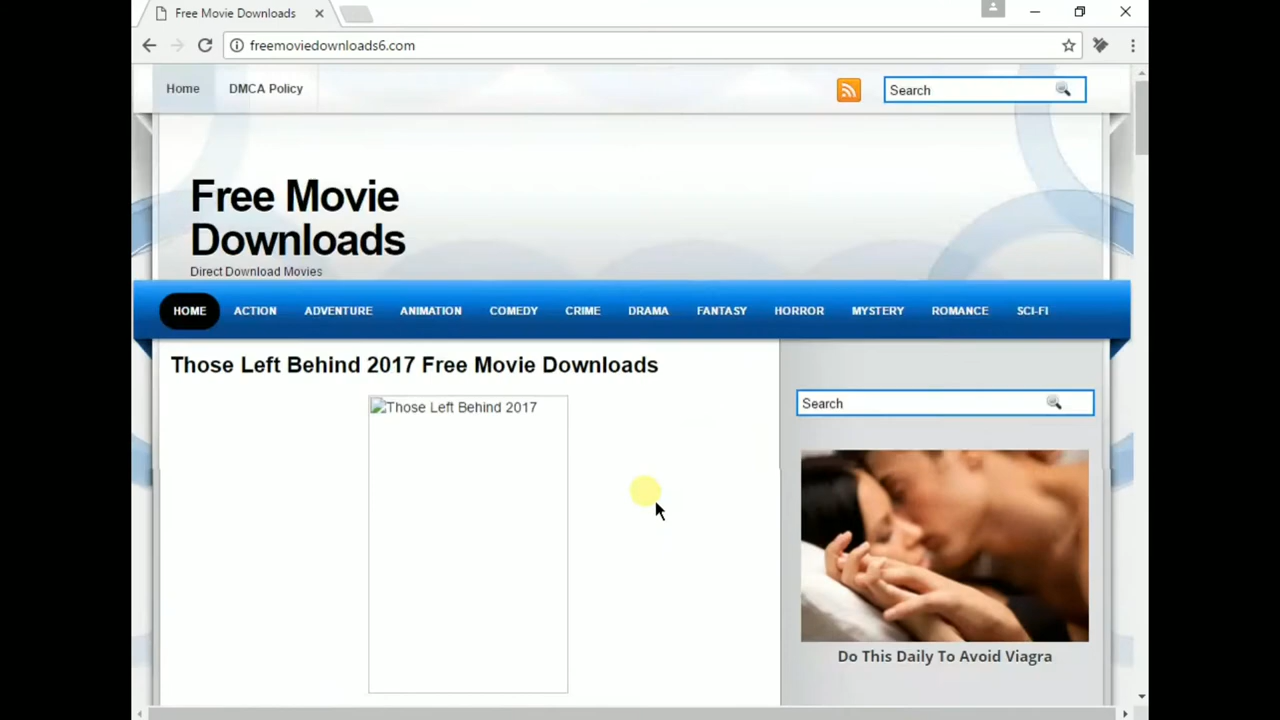 Free Movie Downloads
freemoviedownloads6.com
Home DMCA Policy Search
Free Movie
Downloads
Direct Download Movies
HOME ACTION ADVENTURE ANIMATION COMEDY CRIME DRAMA FANTASY HORROR MYSTERY ROMANCE SCI-FI
Those Left Behind 2017 Free Movie Downloads
Those Left Behind 2017
Search
Do This Daily To Avoid Viagra